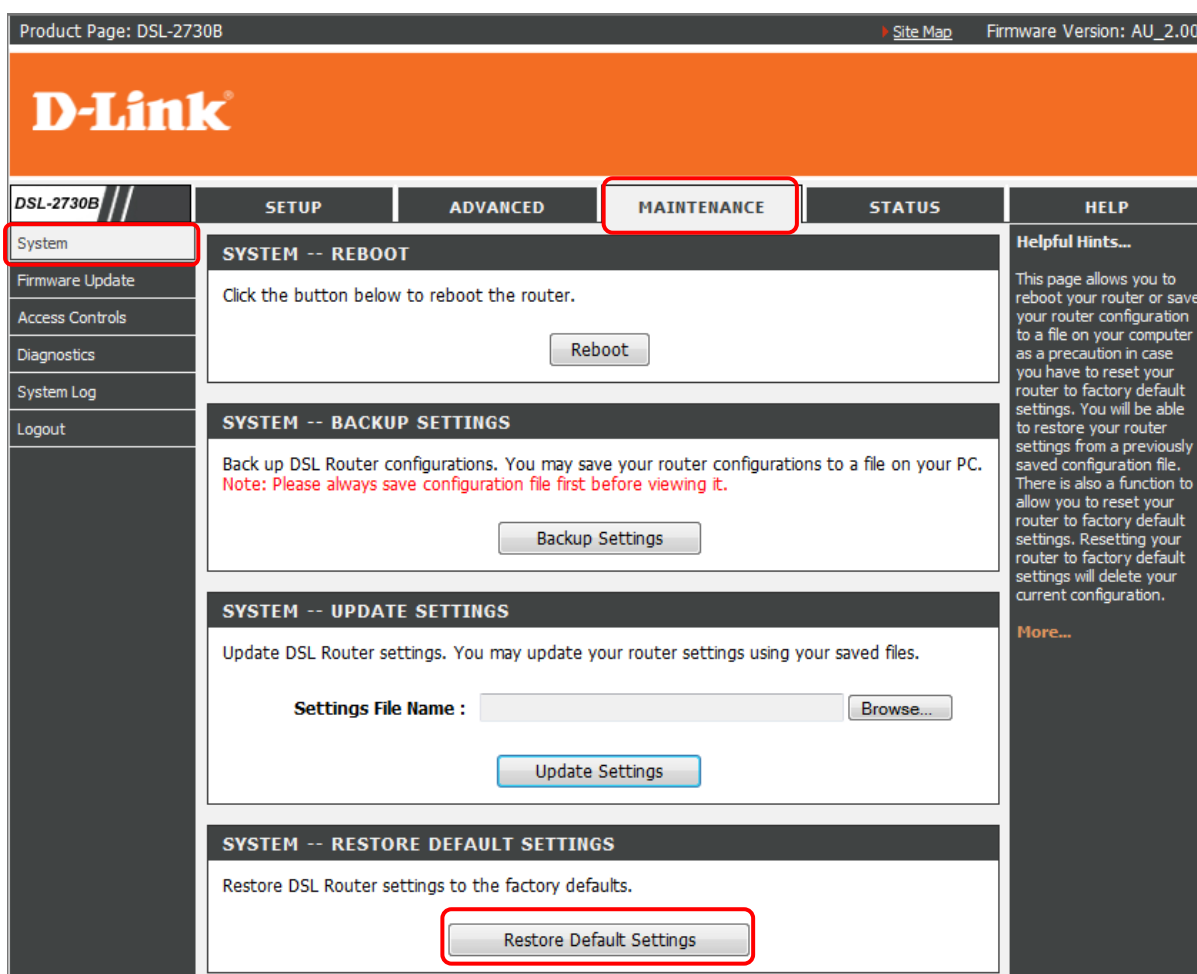 Product Page: DSL-2730B
Site Map
Firmware Version: AU_2.00
D-Link®
DSL-2730B
SETUP
ADVANCED
MAINTENANCE
STATUS
HELP
System
Firmware Update
Access Controls
Diagnostics
System Log
Logout
SYSTEM -- REBOOT
Click the button below to reboot the router.
Reboot
SYSTEM -- BACKUP SETTINGS
Back up DSL Router configurations. You may save your router configurations to a file on your PC.
Note: Please always save configuration file first before viewing it.
Backup Settings
SYSTEM -- UPDATE SETTINGS
Update DSL Router settings. You may update your router settings using your saved files.
Settings File Name :
Browse...
Update Settings
SYSTEM -- RESTORE DEFAULT SETTINGS
Restore DSL Router settings to the factory defaults.
Restore Default Settings
Helpful Hints...
This page allows you to
reboot your router or save
your router configuration
to a file on your computer
as a precaution in case
you have to reset your
router to factory default
settings. You will be able
to restore your router
settings from a previously
saved configuration file.
There is also a function to
allow you to reset your
router to factory default
settings. Resetting your
router to factory default
settings will delete your
current configuration.
More...